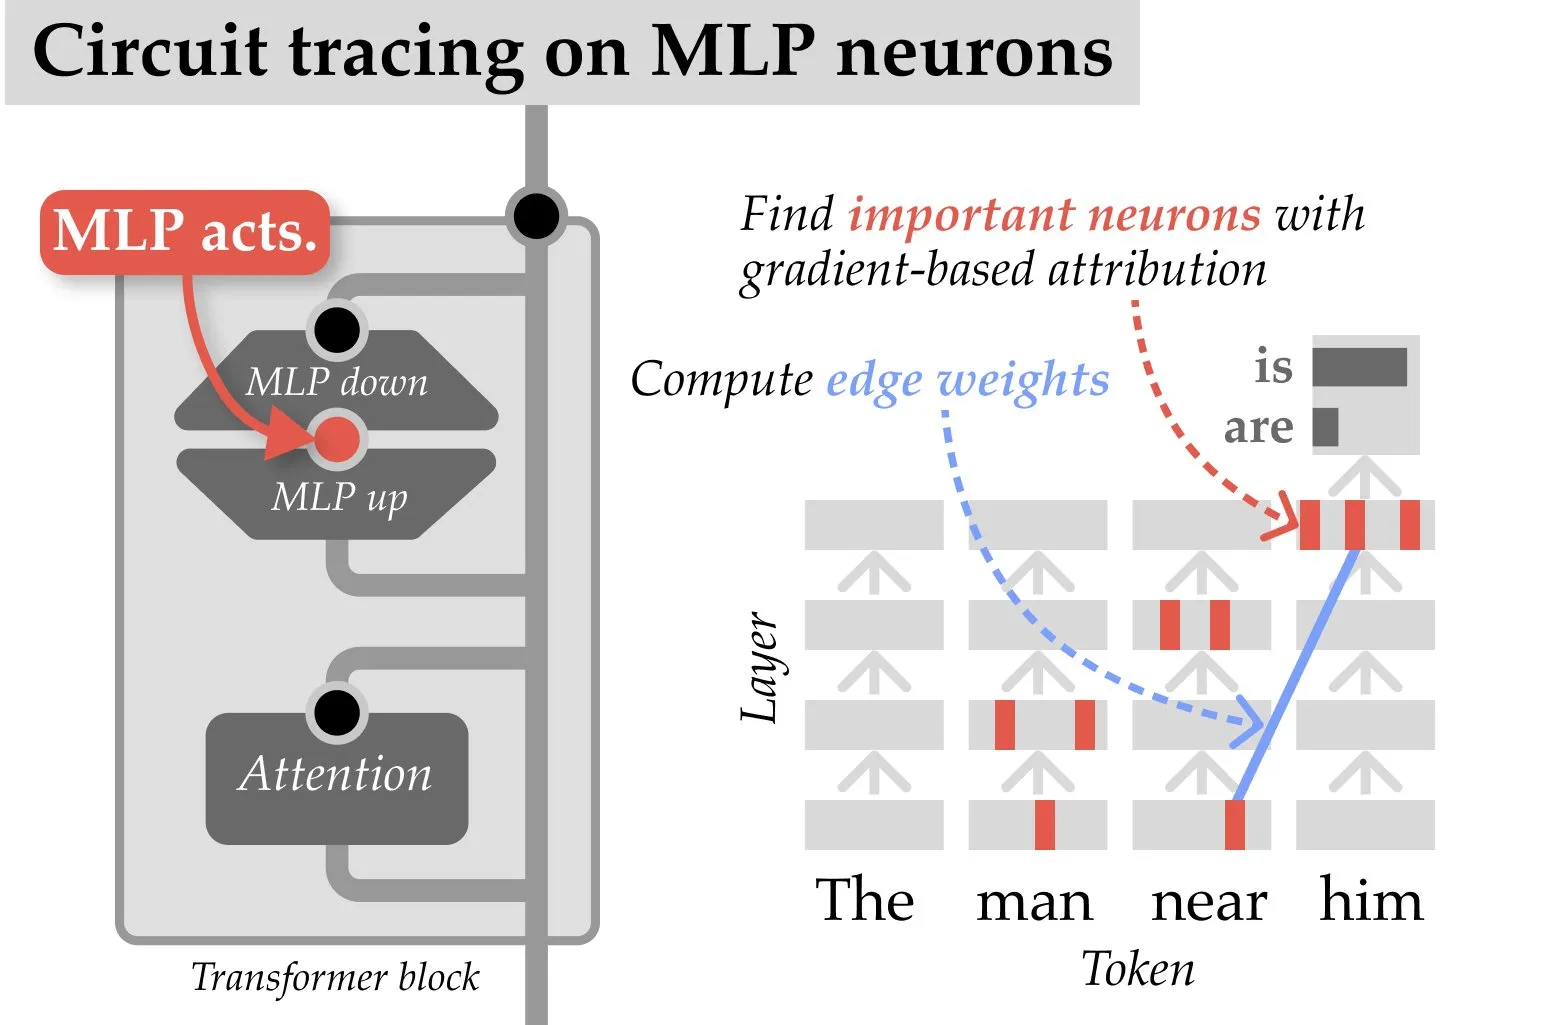 Circuit tracing on MLP neurons
MLP acts.
MLP down
MLP up
Attention
Transformer block
Find important neurons with
gradient-based attribution
Compute edge weights
is
are
Layer
The man near him
Token